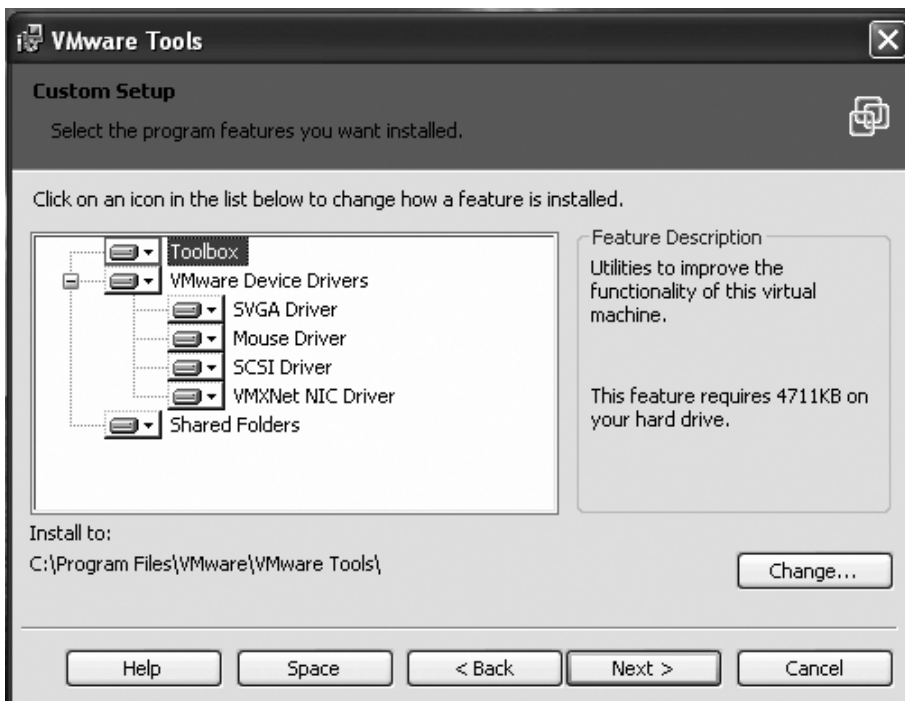 VMware Tools
Custom Setup
Select the program features you want installed.
Click on an icon in the list below to change how a feature is installed.
Toolbox
VMware Device Drivers
SVGA Driver
Mouse Driver
SCSI Driver
VMXNet NIC Driver
Shared Folders
Feature Description
Utilities to improve the
functionality of this virtual
machine.
This feature requires 4711KB on
your hard drive.
Install to:
C:\Program Files\VMware\VMware Tools\
Change...
Help
Space
< Back
Next >
Cancel